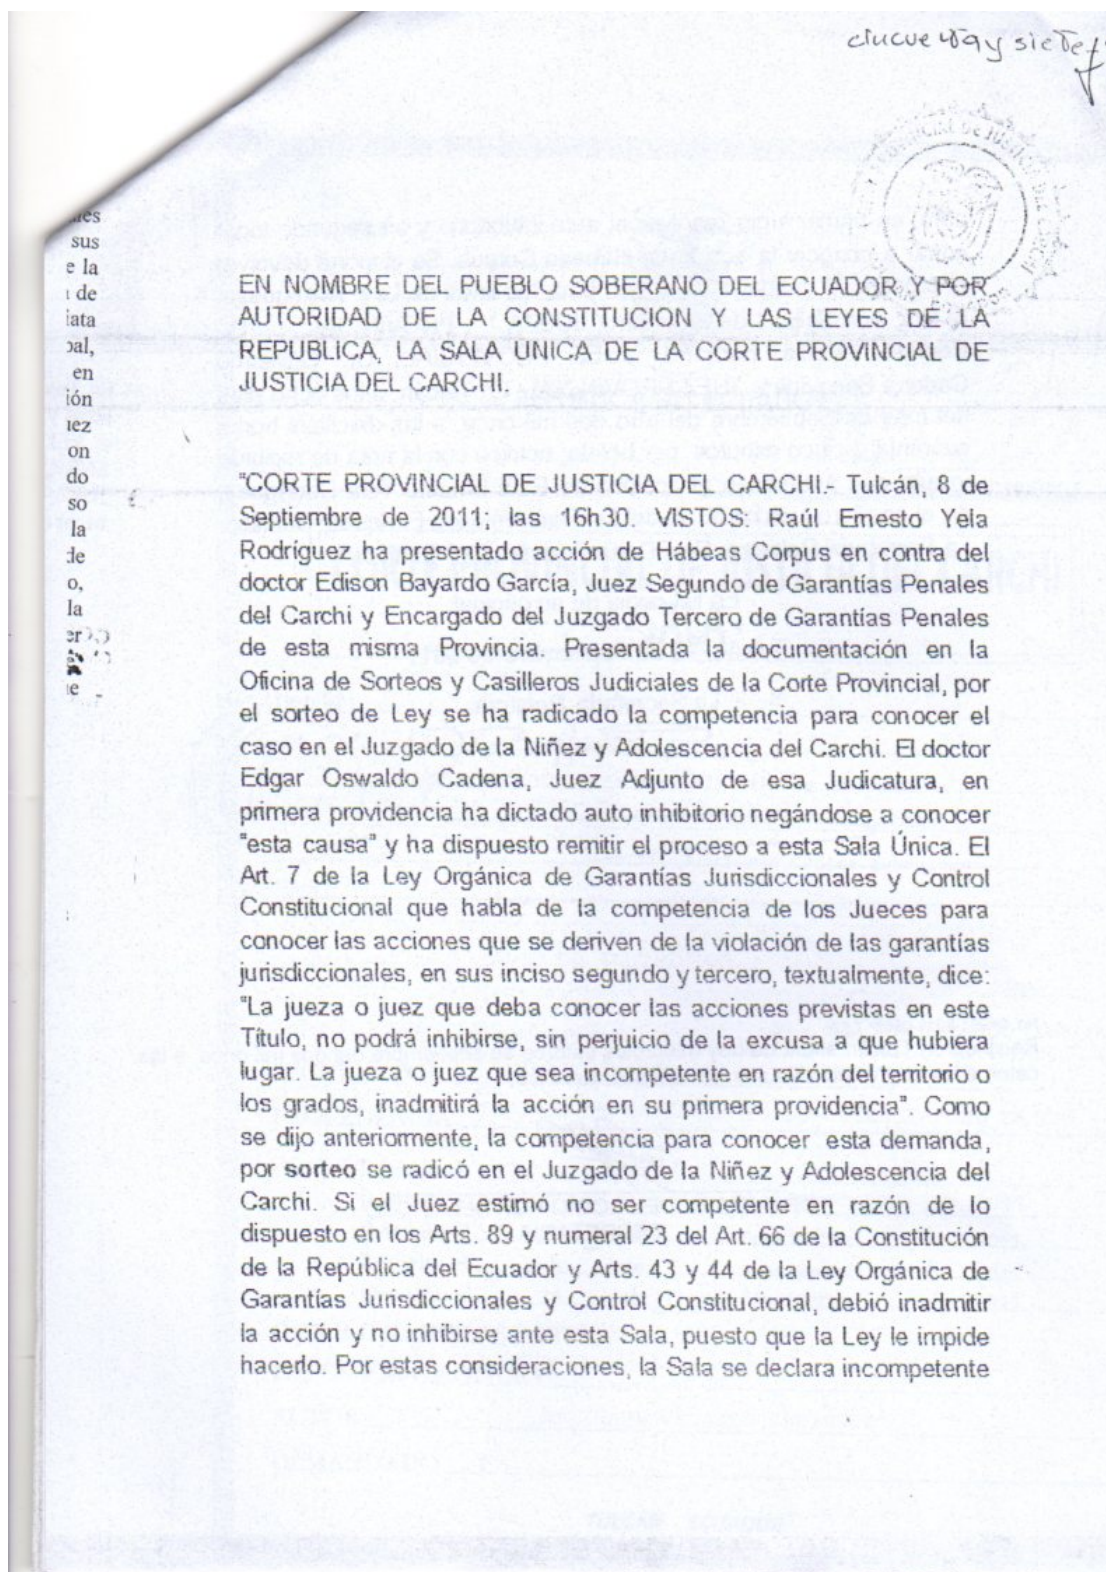 cincuenta y siete
EN NOMBRE DEL PUEBLO SOBERANO DEL ECUADOR Y POR
AUTORIDAD DE LA CONSTITUCION Y LAS LEYES DE LA
REPUBLICA, LA SALA UNICA DE LA CORTE PROVINCIAL DE
JUSTICIA DEL CARCHI.
"CORTE PROVINCIAL DE JUSTICIA DEL CARCHI.- Tulcán, 8 de
Septiembre de 2011; las 16h30. VISTOS: Raúl Ernesto Yela
Rodríguez ha presentado acción de Hábeas Corpus en contra del
doctor Edison Bayardo García, Juez Segundo de Garantías Penales
del Carchi y Encargado del Juzgado Tercero de Garantías Penales
de esta misma Provincia. Presentada la documentación en la
Oficina de Sorteos y Casilleros Judiciales de la Corte Provincial, por
el sorteo de Ley se ha radicado la competencia para conocer el
caso en el Juzgado de la Niñez y Adolescencia del Carchi. El doctor
Edgar Oswaldo Cadena, Juez Adjunto de esa Judicatura, en
primera providencia ha dictado auto inhibitorio negándose a conocer
"esta causa" y ha dispuesto remitir el proceso a esta Sala Única. El
Art. 7 de la Ley Orgánica de Garantías Jurisdiccionales y Control
Constitucional que habla de la competencia de los Jueces para
conocer las acciones que se deriven de la violación de las garantías
jurisdiccionales, en sus inciso segundo y tercero, textualmente, dice:
"La jueza o juez que deba conocer las acciones previstas en este
Título, no podrá inhibirse, sin perjuicio de la excusa a que hubiera
lugar. La jueza o juez que sea incompetente en razón del territorio o
los grados, inadmitirá la acción en su primera providencia". Como
se dijo anteriormente, la competencia para conocer esta demanda,
por sorteo se radicó en el Juzgado de la Niñez y Adolescencia del
Carchi. Si el Juez estimó no ser competente en razón de lo
dispuesto en los Arts. 89 y numeral 23 del Art. 66 de la Constitución
de la República del Ecuador y Arts. 43 y 44 de la Ley Orgánica de
Garantías Jurisdiccionales y Control Constitucional, debió inadmitir
la acción y no inhibirse ante esta Sala, puesto que la Ley le impide
hacerlo. Por estas consideraciones, la Sala se declara incompetente
sus
e la
de
en
on
do
so
la
de
o,
la